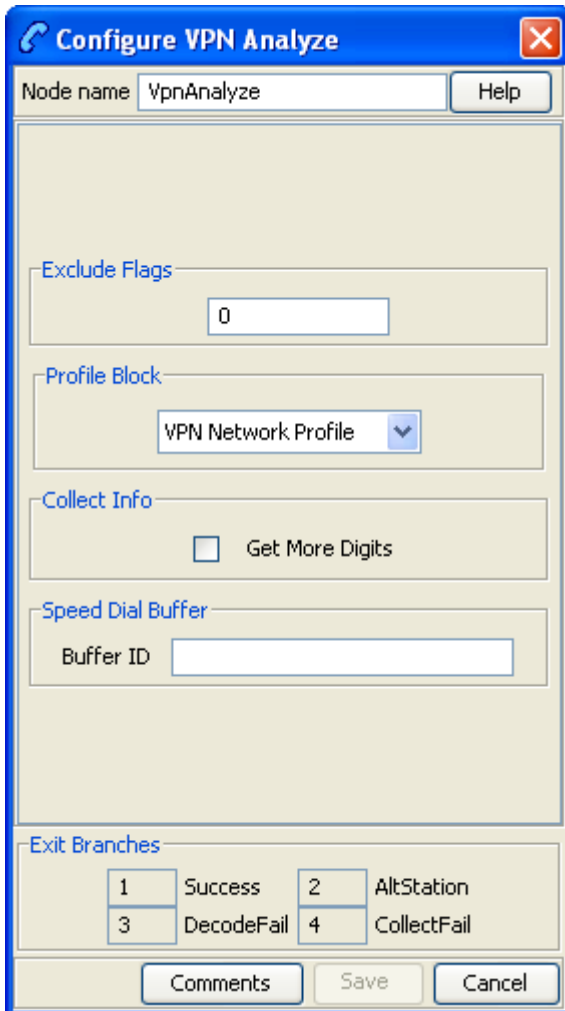 Configure VPN Analyze
Node name VpnAnalyze Help
Exclude Flags
0
Profile Block
VPN Network Profile
Collect Info
Get More Digits
Speed Dial Buffer
Buffer ID
Exit Branches
1 Success 2 AltStation
3 DecodeFail 4 CollectFail
Comments Save Cancel